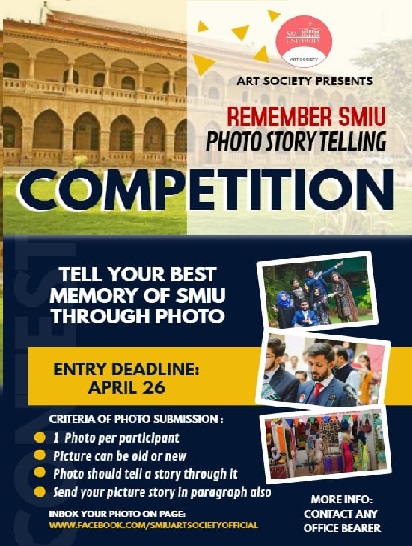 UNIVERSITY
ART SOCIETY
ART SOCIETY PRESENTS
REMEMBER SMIU
PHOTO STORY TELLING
COMPETITION
CONTEST
TELL YOUR BEST
MEMORY OF SMIU
THROUGH PHOTO
ENTRY DEADLINE:
APRIL 26
CRITERIA OF PHOTO SUBMISSION :
1 Photo per participant
Picture can be old or new
Photo should tell a story through it
Send your picture story in paragraph also
INBOX YOUR PHOTO ON PAGE:
WWW.FACEBOOK.COM/SMIUARTSOCIETYOFFICIAL
MORE INFO:
CONTACT ANY
OFFICE BEARER